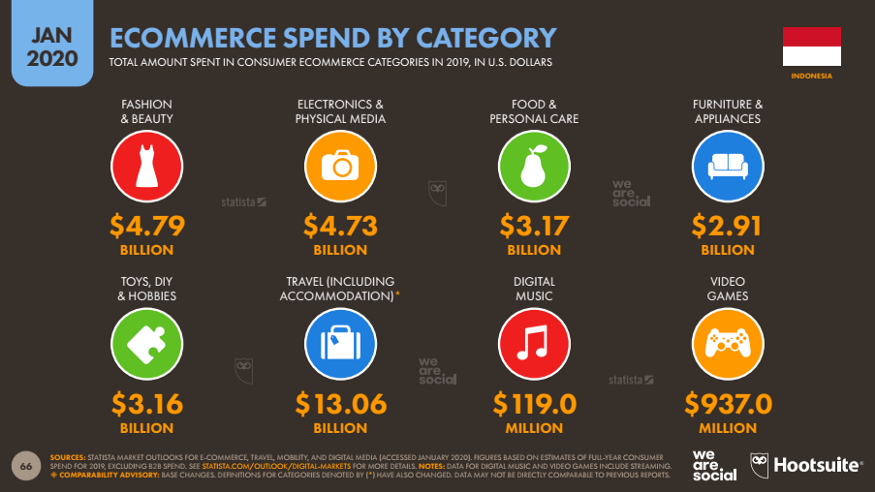 JAN
2020
ECOMMERCE SPEND BY CATEGORY
TOTAL AMOUNT SPENT IN CONSUMER ECOMMERCE CATEGORIES IN 2019, IN U.S. DOLLARS
INDONESIA
FASHION
& BEAUTY
$4.79
BILLION
ELECTRONICS &
PHYSICAL MEDIA
$4.73
BILLION
FOOD &
PERSONAL CARE
$3.17
BILLION
FURNITURE &
APPLIANCES
$2.91
BILLION
statista
we
are
social
TOYS, DIY
& HOBBIES
$3.16
BILLION
TRAVEL (INCLUDING
ACCOMMODATION)*
$13.06
BILLION
DIGITAL
MUSIC
$119.0
MILLION
VIDEO
GAMES
$937.0
MILLION
we
are
social
statista
66
SOURCES: STATISTA MARKET OUTLOOKS FOR E-COMMERCE, TRAVEL, MOBILITY, AND DIGITAL MEDIA (ACCESSED JANUARY 2020). FIGURES BASED ON ESTIMATES OF FULL-YEAR CONSUMER
SPEND FOR 2019, EXCLUDING B2B SPEND. SEE STATISTA.COM/OUTLOOK/DIGITAL-MARKETS FOR MORE DETAILS. NOTES: DATA FOR DIGITAL MUSIC AND VIDEO GAMES INCLUDE STREAMING.
* COMPARABILITY ADVISORY: BASE CHANGES. DEFINITIONS FOR CATEGORIES DENOTED BY (*) HAVE ALSO CHANGED. DATA MAY NOT BE DIRECTLY COMPARABLE TO PREVIOUS REPORTS.
we
are
social
Hootsuite®